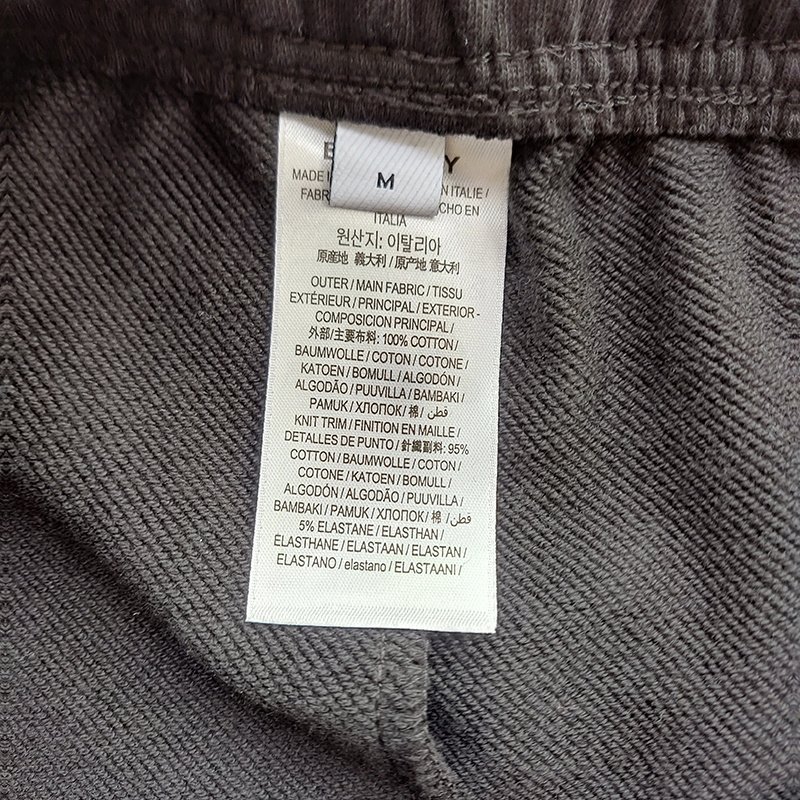 M
MADE I N ITALIE /
FABR CHO EN
ITALIA
원산지: 이탈리아
原産地 義大利 / 原产地 意大利
OUTER / MAIN FABRIC / TISSU
EXTÉRIEUR / PRINCIPAL / EXTERIOR-
COMPOSICION PRINCIPAL /
外部/主要布料: 100% COTTON /
BAUMWOLLE / COTON / COTONE /
KATOEN / BOMULL / ALGODÓN /
ALGODÃO / PUUVILLA / BAMBAKI /
PAMUK / ХЛОПОК / 棉 / قطن /
KNIT TRIM / FINITION EN MAILLE /
DETALLES DE PUNTO / 針織副料: 95%
COTTON / BAUMWOLLE / COTON /
COTONE / KATOEN / BOMULL /
ALGODÓN / ALGODÃO / PUUVILLA /
BAMBAKI / PAMUK / ХЛОПОК / 棉 / قطن /
5% ELASTANE / ELASTHAN /
ÉLASTHANE / ELASTAAN / ELASTAN /
ELASTANO / elastano / ELASTAANI /